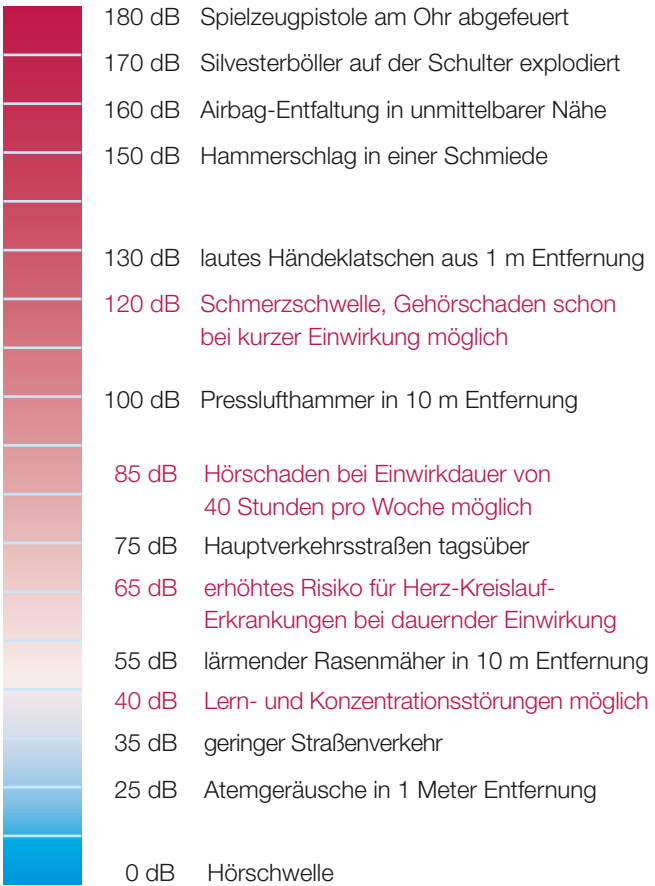 180 dB Spielzeugpistole am Ohr abgefeuert
170 dB Silvesterböller auf der Schulter explodiert
160 dB Airbag-Entfaltung in unmittelbarer Nähe
150 dB Hammerschlag in einer Schmiede
130 dB lautes Händeklatschen aus 1 m Entfernung
120 dB Schmerzschwelle, Gehörschaden schon
bei kurzer Einwirkung möglich
100 dB Presslufthammer in 10 m Entfernung
85 dB Hörschaden bei Einwirkdauer von
40 Stunden pro Woche möglich
75 dB Hauptverkehrsstraßen tagsüber
65 dB erhöhtes Risiko für Herz-Kreislauf-
Erkrankungen bei dauernder Einwirkung
55 dB lärmender Rasenmäher in 10 m Entfernung
40 dB Lern- und Konzentrationsstörungen möglich
35 dB geringer Straßenverkehr
25 dB Atemgeräusche in 1 Meter Entfernung
0 dB Hörschwelle